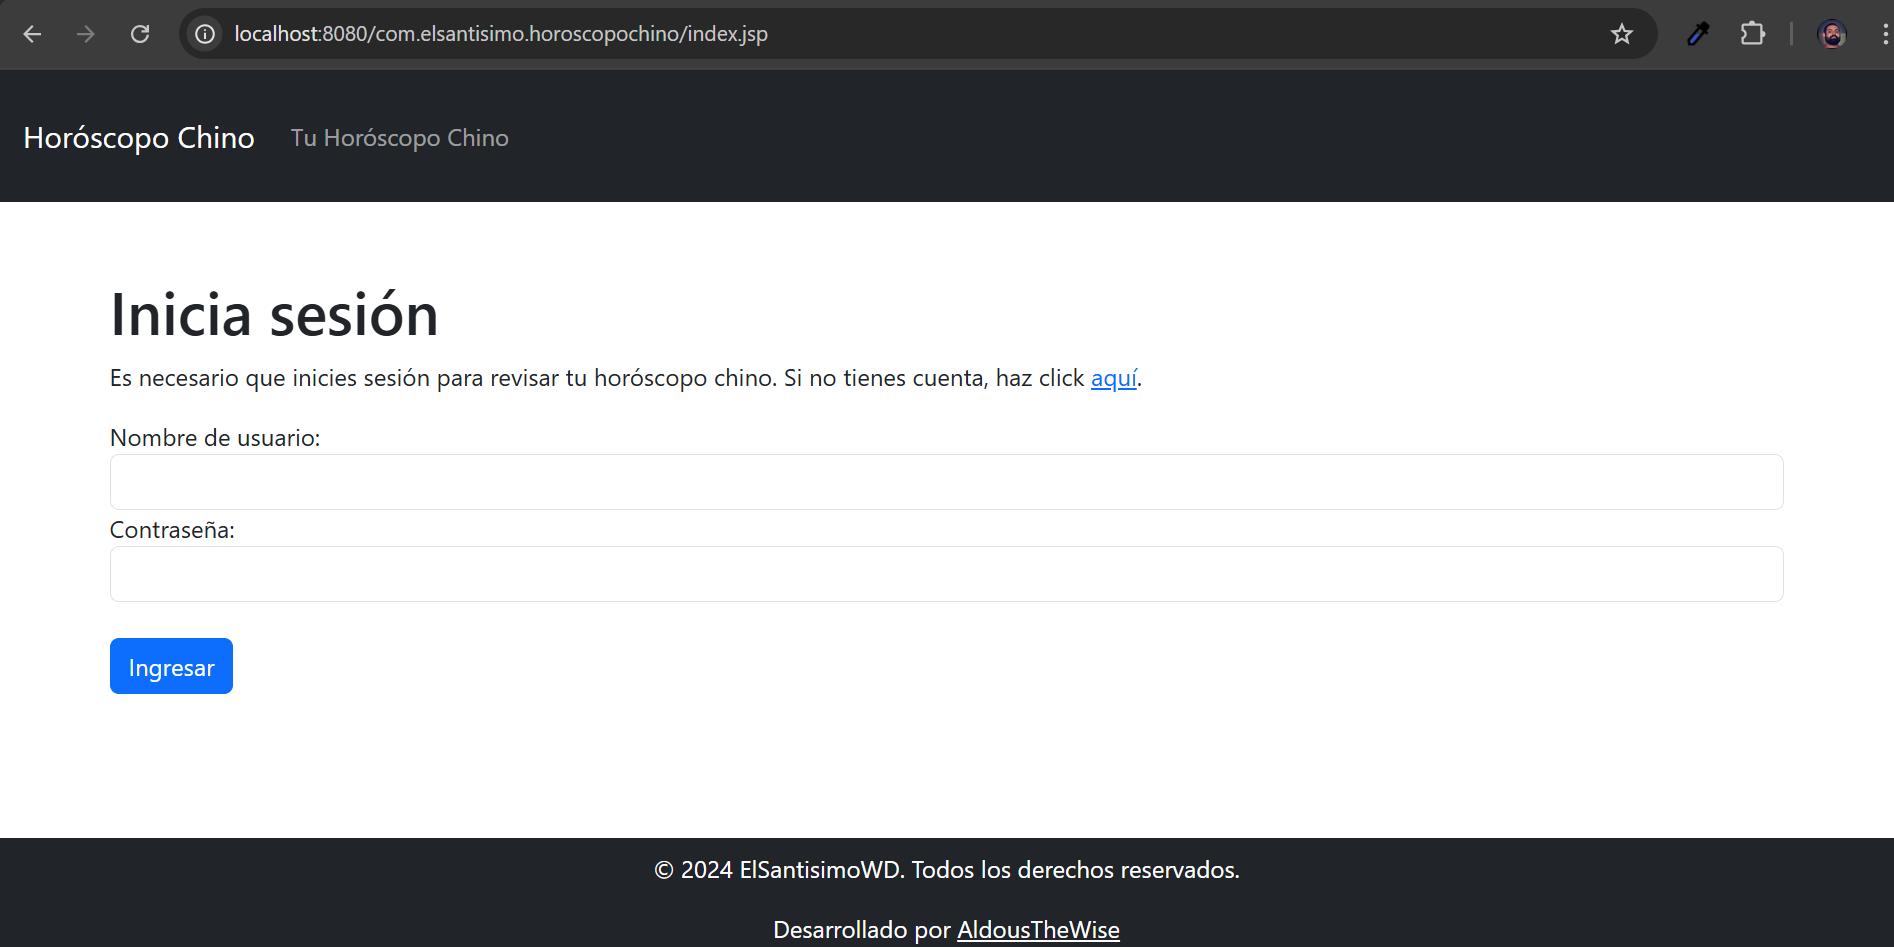 localhost:8080/com.elsantisimo.horoscopochino/index.jsp
Horóscopo Chino Tu Horóscopo Chino
Inicia sesión
Es necesario que inicies sesión para revisar tu horóscopo chino. Si no tienes cuenta, haz click aquí.
Nombre de usuario:
Contraseña:
Ingresar
© 2024 ElSantisimoWD. Todos los derechos reservados.
Desarrollado por AldousTheWise